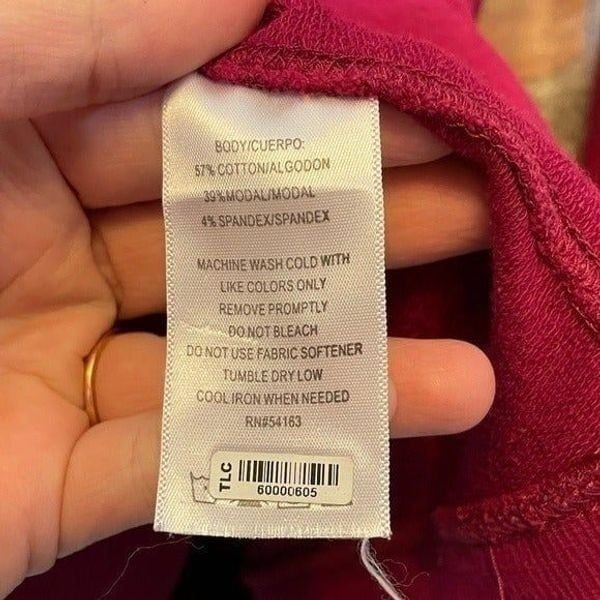 BODY/CUERPO:
57% COTTON/ALGODON
39% MODAL/MODAL
4% SPANDEX/SPANDEX
MACHINE WASH COLD WITH
LIKE COLORS ONLY
REMOVE PROMPTLY
DO NOT BLEACH
DO NOT USE FABRIC SOFTENER
TUMBLE DRY LOW
COOL IRON WHEN NEEDED
RN#54163
TLC
60000605